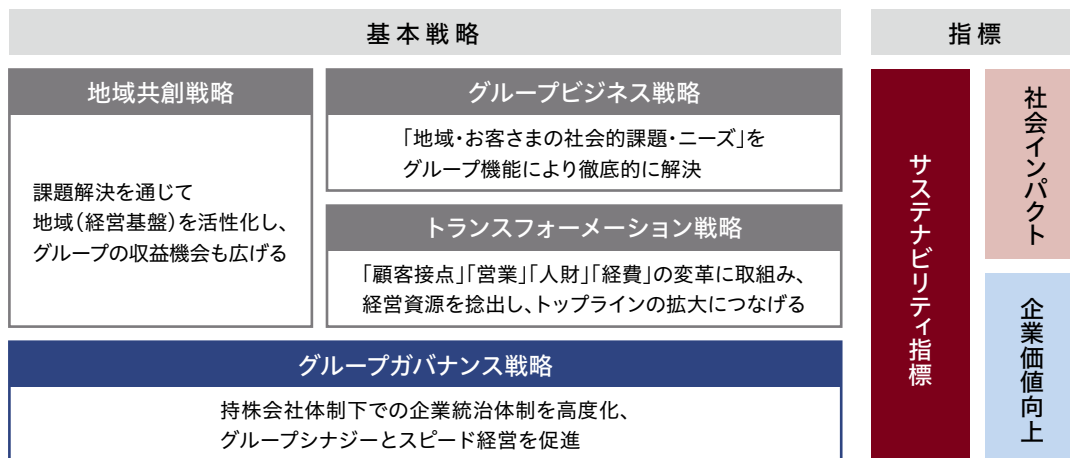 基本戦略
地域共創戦略
課題解決を通じて
地域（経営基盤）を活性化し、
グループの収益機会も広げる
グループビジネス戦略
「地域・お客さまの社会的課題・ニーズ」を
グループ機能により徹底的に解決
トランスフォーメーション戦略
「顧客接点」「営業」「人財」「経費」の変革に取組み、
経営資源を捻出し、トップラインの拡大につなげる
グループガバナンス戦略
持株会社体制下での企業統治体制を高度化、
グループシナジーとスピード経営を促進
指標
サステナビリティ指標
社会インパクト
企業価値向上